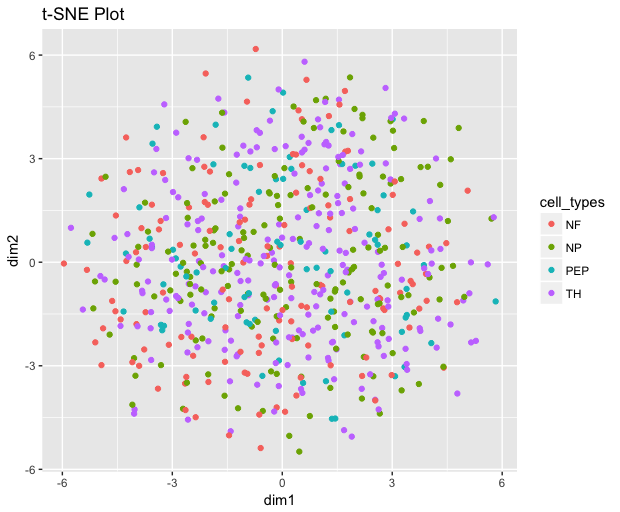 t-SNE Plot
6
3
0
-3
-6
-6
-3
0
3
6
dim1
dim2
cell_types
NF
NP
PEP
TH